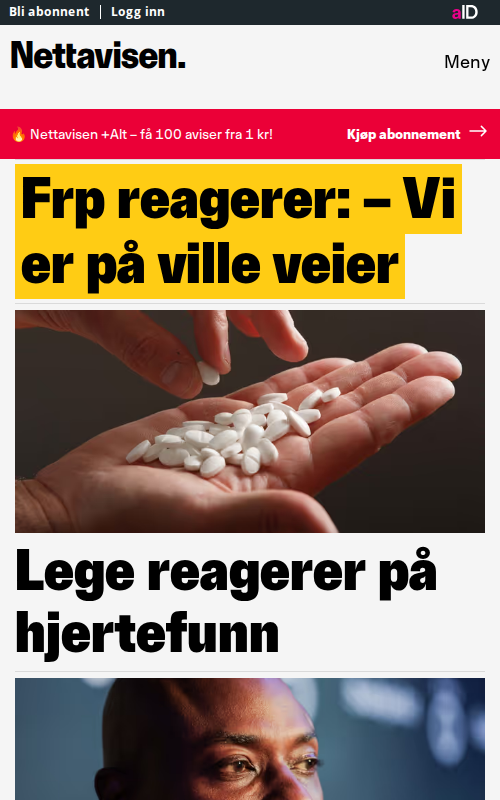 Bli abonnent | Logg inn
aID
Nettavisen.
Meny
🔥 Nettavisen +Alt – få 100 aviser fra 1 kr!
Kjøp abonnement →
Frp reagerer: – Vi
er på ville veier
Lege reagerer på
hjertefunn